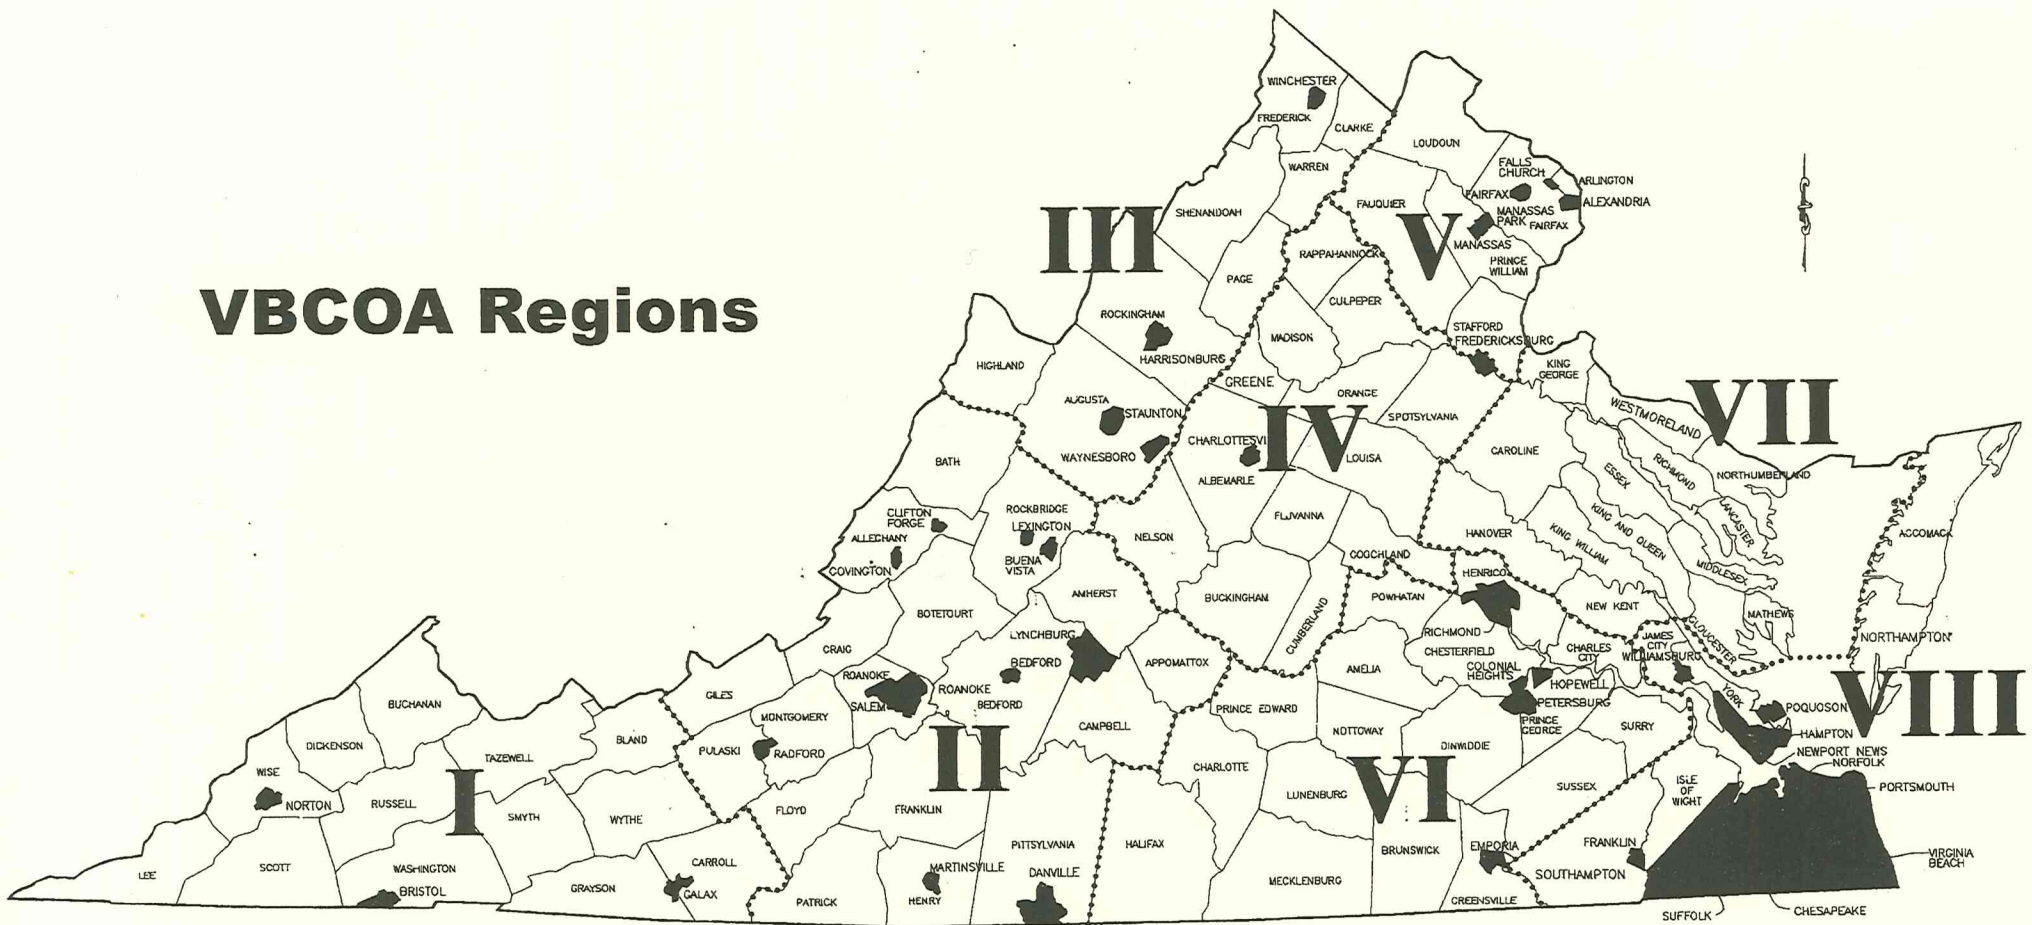 WINCHESTER
FREDERICK
CLARKE
LOUDOUN
WARREN
FALLS
CHURCH
ARLINGTON
FAIRFAX
ALEXANDRIA
FAUQUIER
MANASSAS
PARK
FAIRFAX
SHENANDOAH
III
V
MANASSAS
PRINCE
WILLIAM
RAPPAHANNOCK
PAGE
CULPEPER
VBCOA Regions
ROCKINGHAM
STAFFORD
FREDERICKSBURG
MADISON
HARRISONBURG
HIGHLAND
KING
GEORGE
GREENE
ORANGE
AUGUSTA
STAUNTON
SPOTSYLVANIA
WESTMORELAND
VII
CHARLOTTESVI
IV
WAYNESBORO
LOUISA
CAROLINE
BATH
ALBEMARLE
ESSEX
RICHMOND
NORTHUMBERLAND
CLIFTON
FORGE
ROCKBRIDGE
LEXINGTON
FLUVANNA
LANCASTER
KING AND QUEEN
KING WILLIAM
HANOVER
ACCOMACK
ALLEGHANY
NELSON
COVINGTON
BUENA
VISTA
GOOCHLAND
HENRICO
MIDDLESEX
AMHERST
BUCKINGHAM
CUMBERLAND
POWHATAN
NEW KENT
MATHEWS
BOTETOURT
GLOUCESTER
LYNCHBURG
RICHMOND
JAMES
CITY
NORTHAMPTON
CRAIG
CHESTERFIELD
CHARLES
CITY
WILLIAMSBURG
BEDFORD
APPOMATTOX
AMELIA
COLONIAL
HEIGHTS
HOPEWELL
ROANOKE
ROANOKE
SALEM
BEDFORD
GILES
YORK
VIII
PETERSBURG
PRINCE
GEORGE
POQUOSON
BUCHANAN
MONTGOMERY
CAMPBELL
PRINCE EDWARD
NOTTOWAY
SURRY
HAMPTON
DICKENSON
BLAND
PULASKI
RADFORD
II
DINWIDDIE
NEWPORT NEWS
NORFOLK
TAZEWELL
CHARLOTTE
VI
WISE
I
NORTON
RUSSELL
SMYTH
WYTHE
FLOYD
FRANKLIN
LUNENBURG
SUSSEX
ISLE
OF
WIGHT
PORTSMOUTH
PITTSYLVANIA
HALIFAX
BRUNSWICK
EMPORIA
FRANKLIN
VIRGINIA
BEACH
LEE
SCOTT
WASHINGTON
CARROLL
MARTINSVILLE
DANVILLE
MECKLENBURG
SOUTHAMPTON
BRISTOL
GRAYSON
GALAX
PATRICK
HENRY
GREENSVILLE
SUFFOLK
CHESAPEAKE